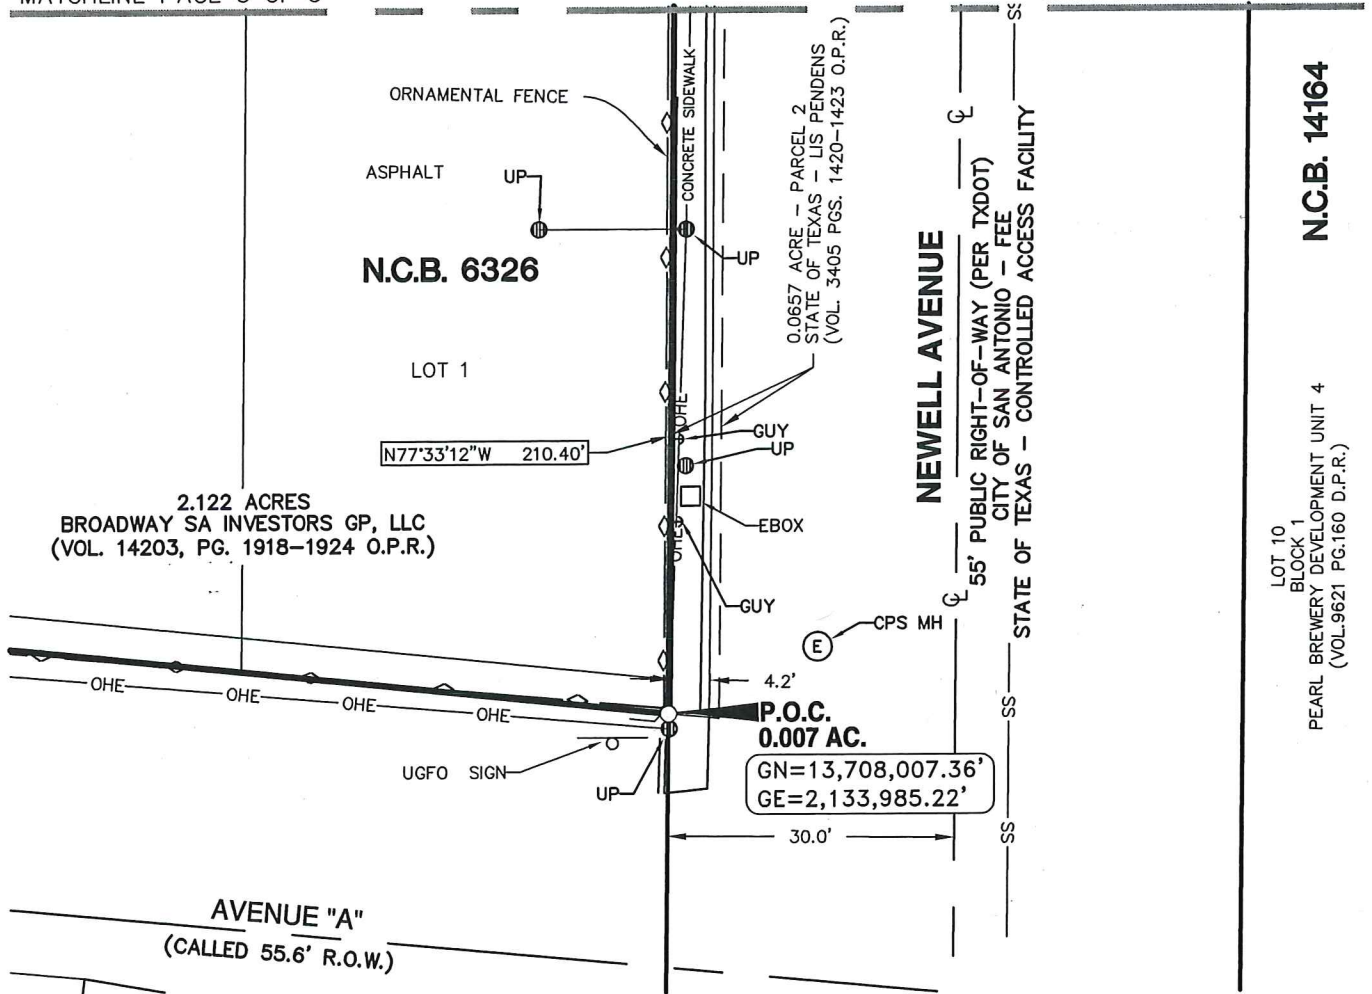 MATCHLINE PAGE
ORNAMENTAL FENCE
ASPHALT
UP
CONCRETE SIDEWALK
UP
N.C.B. 6326
LOT 1
0.0657 ACRE - PARCEL 2
STATE OF TEXAS - LIS PENDENS
(VOL. 3405 PGS. 1420-1423 O.P.R.)
OHE
GUY
UP
N77°33'12"W 210.40'
EBOX
OHE
GUY
2.122 ACRES
BROADWAY SA INVESTORS GP, LLC
(VOL. 14203, PG. 1918-1924 O.P.R.)
NEWELL AVENUE
55' PUBLIC RIGHT-OF-WAY (PER TXDOT)
CITY OF SAN ANTONIO - FEE
STATE OF TEXAS - CONTROLLED ACCESS FACILITY
CL
CL
SS
SS
SS
N.C.B. 14164
LOT 10
BLOCK 1
PEARL BREWERY DEVELOPMENT UNIT 4
(VOL.9621 PG.160 D.P.R.)
E
CPS MH
4.2'
OHE
OHE
OHE
OHE
P.O.C.
0.007 AC.
GN=13,708,007.36'
GE=2,133,985.22'
UGFO SIGN
UP
30.0'
AVENUE "A"
(CALLED 55.6' R.O.W.)